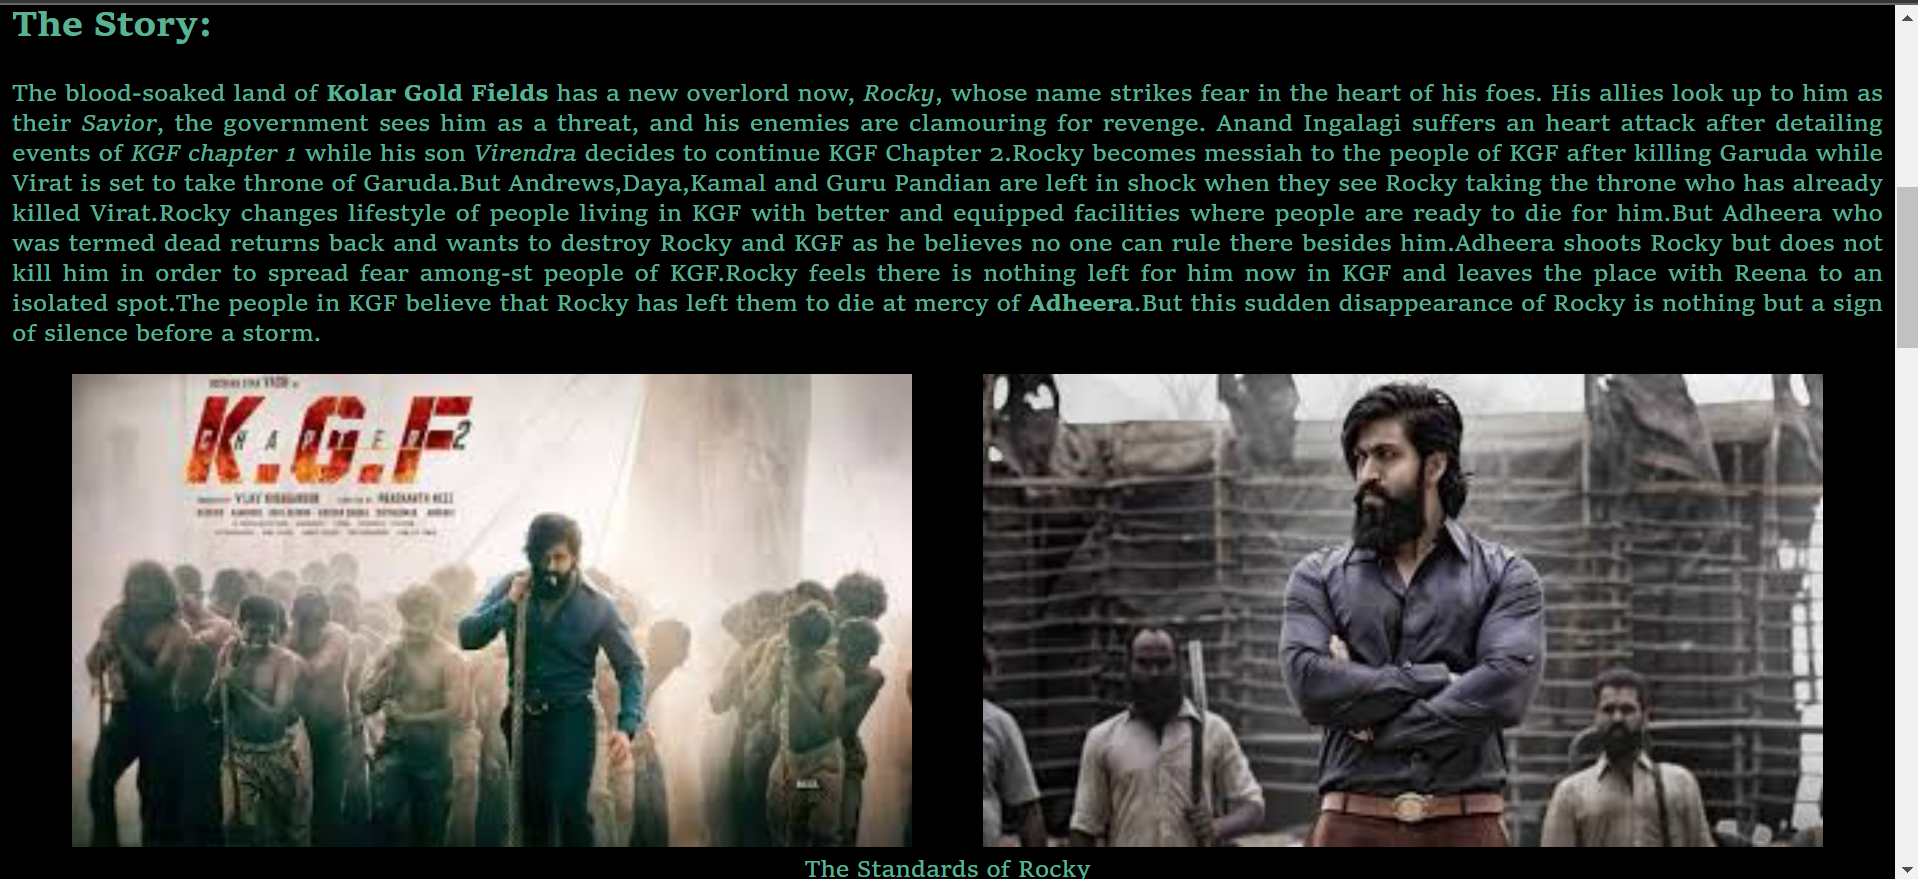 The Story:
The blood-soaked land of Kolar Gold Fields has a new overlord now, Rocky, whose name strikes fear in the heart of his foes. His allies look up to him as
their Savior, the government sees him as a threat, and his enemies are clamouring for revenge. Anand Ingalagi suffers an heart attack after detailing
events of KGF chapter 1 while his son Virendra decides to continue KGF Chapter 2.Rocky becomes messiah to the people of KGF after killing Garuda while
Virat is set to take throne of Garuda.But Andrews,Daya,Kamal and Guru Pandian are left in shock when they see Rocky taking the throne who has already
killed Virat.Rocky changes lifestyle of people living in KGF with better and equipped facilities where people are ready to die for him.But Adheera who
was termed dead returns back and wants to destroy Rocky and KGF as he believes no one can rule there besides him.Adheera shoots Rocky but does not
kill him in order to spread fear among-st people of KGF.Rocky feels there is nothing left for him now in KGF and leaves the place with Reena to an
isolated spot.The people in KGF believe that Rocky has left them to die at mercy of Adheera.But this sudden disappearance of Rocky is nothing but a sign
of silence before a storm.
K.G.F
CHAPTER 2
The Standards of Rocky